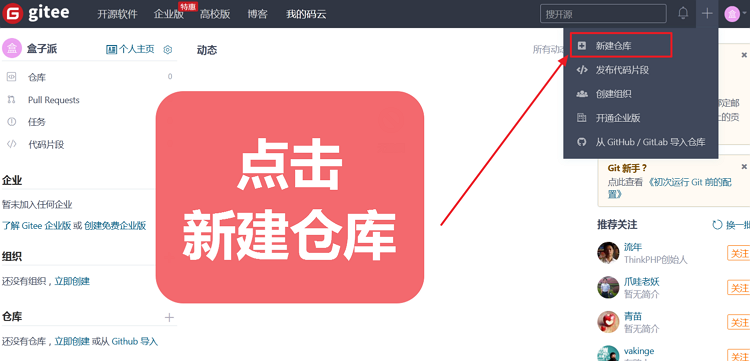 gitee
开源软件
企业版
特惠
高校版
博客
我的码云
搜开源
盒
盒
盒子派
个人主页
动态
所有动
新建仓库
发布代码片段
创建组织
开通企业版
从 GitHub / GitLab 导入仓库
仓库
0
Pull Requests
任务
代码片段
点击
新建仓库
企业
暂未加入任何企业
了解 Gitee 企业版 或 创建免费企业版
组织
还没有组织，立即创建
仓库
还没有仓库，立即创建 或从 Github 导入
绑定邮
的页
Git 新手？
点此查看 《初次运行 Git 前的配
置》
推荐关注
换一批
流年
ThinkPHP创始人
关注
爪哇老妖
暂无简介
关注
青苗
暂无简介
关注
vakinge
关注